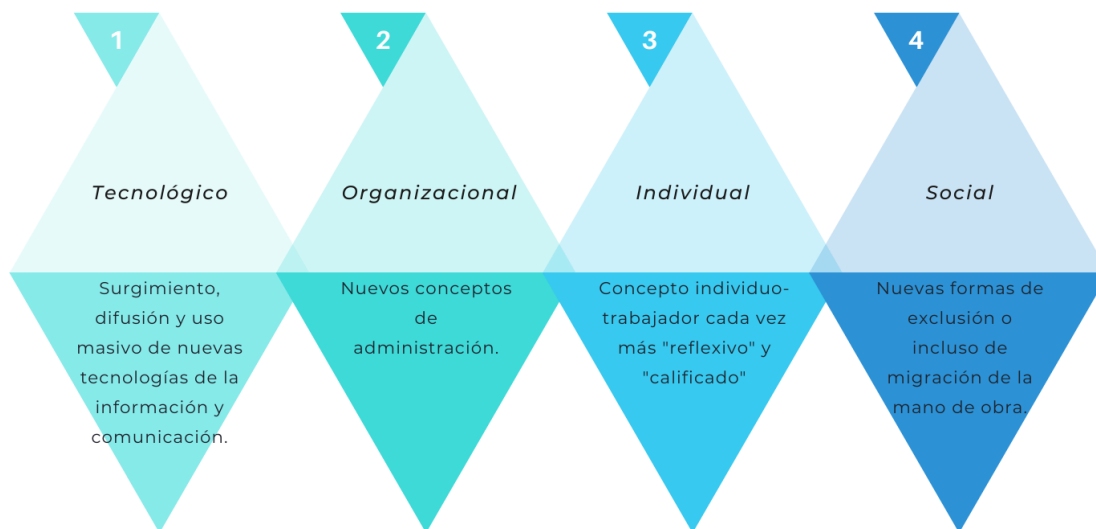 1
Tecnológico
Surgimiento,
difusión y uso
masivo de nuevas
tecnologías de la
información y
comunicación.
2
Organizacional
Nuevos conceptos
de
administración.
3
Individual
Concepto individuo-
trabajador cada vez
más "reflexivo" y
"calificado"
4
Social
Nuevas formas de
exclusión o
incluso de
migración de la
mano de obra.